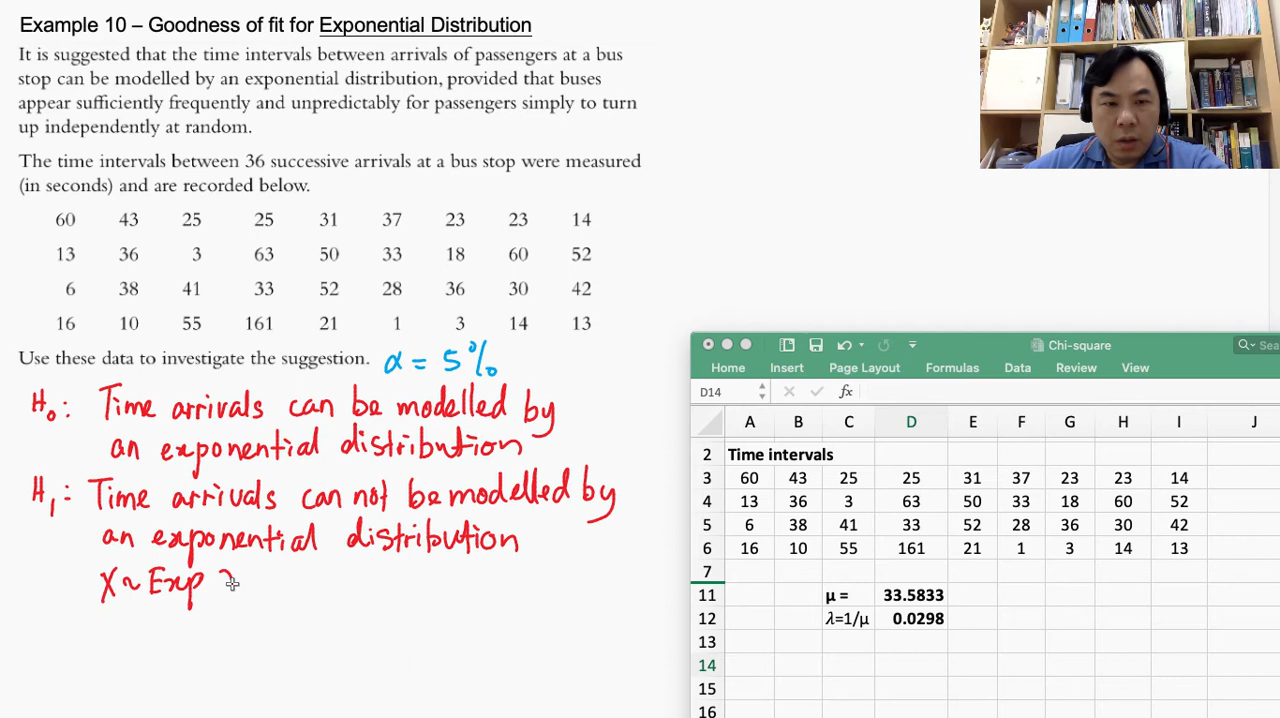 Example 10 – Goodness of fit for Exponential Distribution
It is suggested that the time intervals between arrivals of passengers at a bus
stop can be modelled by an exponential distribution, provided that buses
appear sufficiently frequently and unpredictably for passengers simply to turn
up independently at random.
The time intervals between 36 successive arrivals at a bus stop were measured
(in seconds) and are recorded below.
60 43 25 25 31 37 23 23 14
13 36 3 63 50 33 18 60 52
6 38 41 33 52 28 36 30 42
16 10 55 161 21 1 3 14 13
Use these data to investigate the suggestion. α = 5%
H₀: Time arrivals can be modelled by
an exponential distribution
H₁: Time arrivals can not be modelled by
an exponential distribution
X ~ Exp
Chi-square
Sea
Home Insert Page Layout Formulas Data Review View
D14 fx
A B C D E F G H I J
2 Time intervals
3 60 43 25 25 31 37 23 23 14
4 13 36 3 63 50 33 18 60 52
5 6 38 41 33 52 28 36 30 42
6 16 10 55 161 21 1 3 14 13
7
11 μ = 33.5833
12 λ=1/μ 0.0298
13
14
15
16